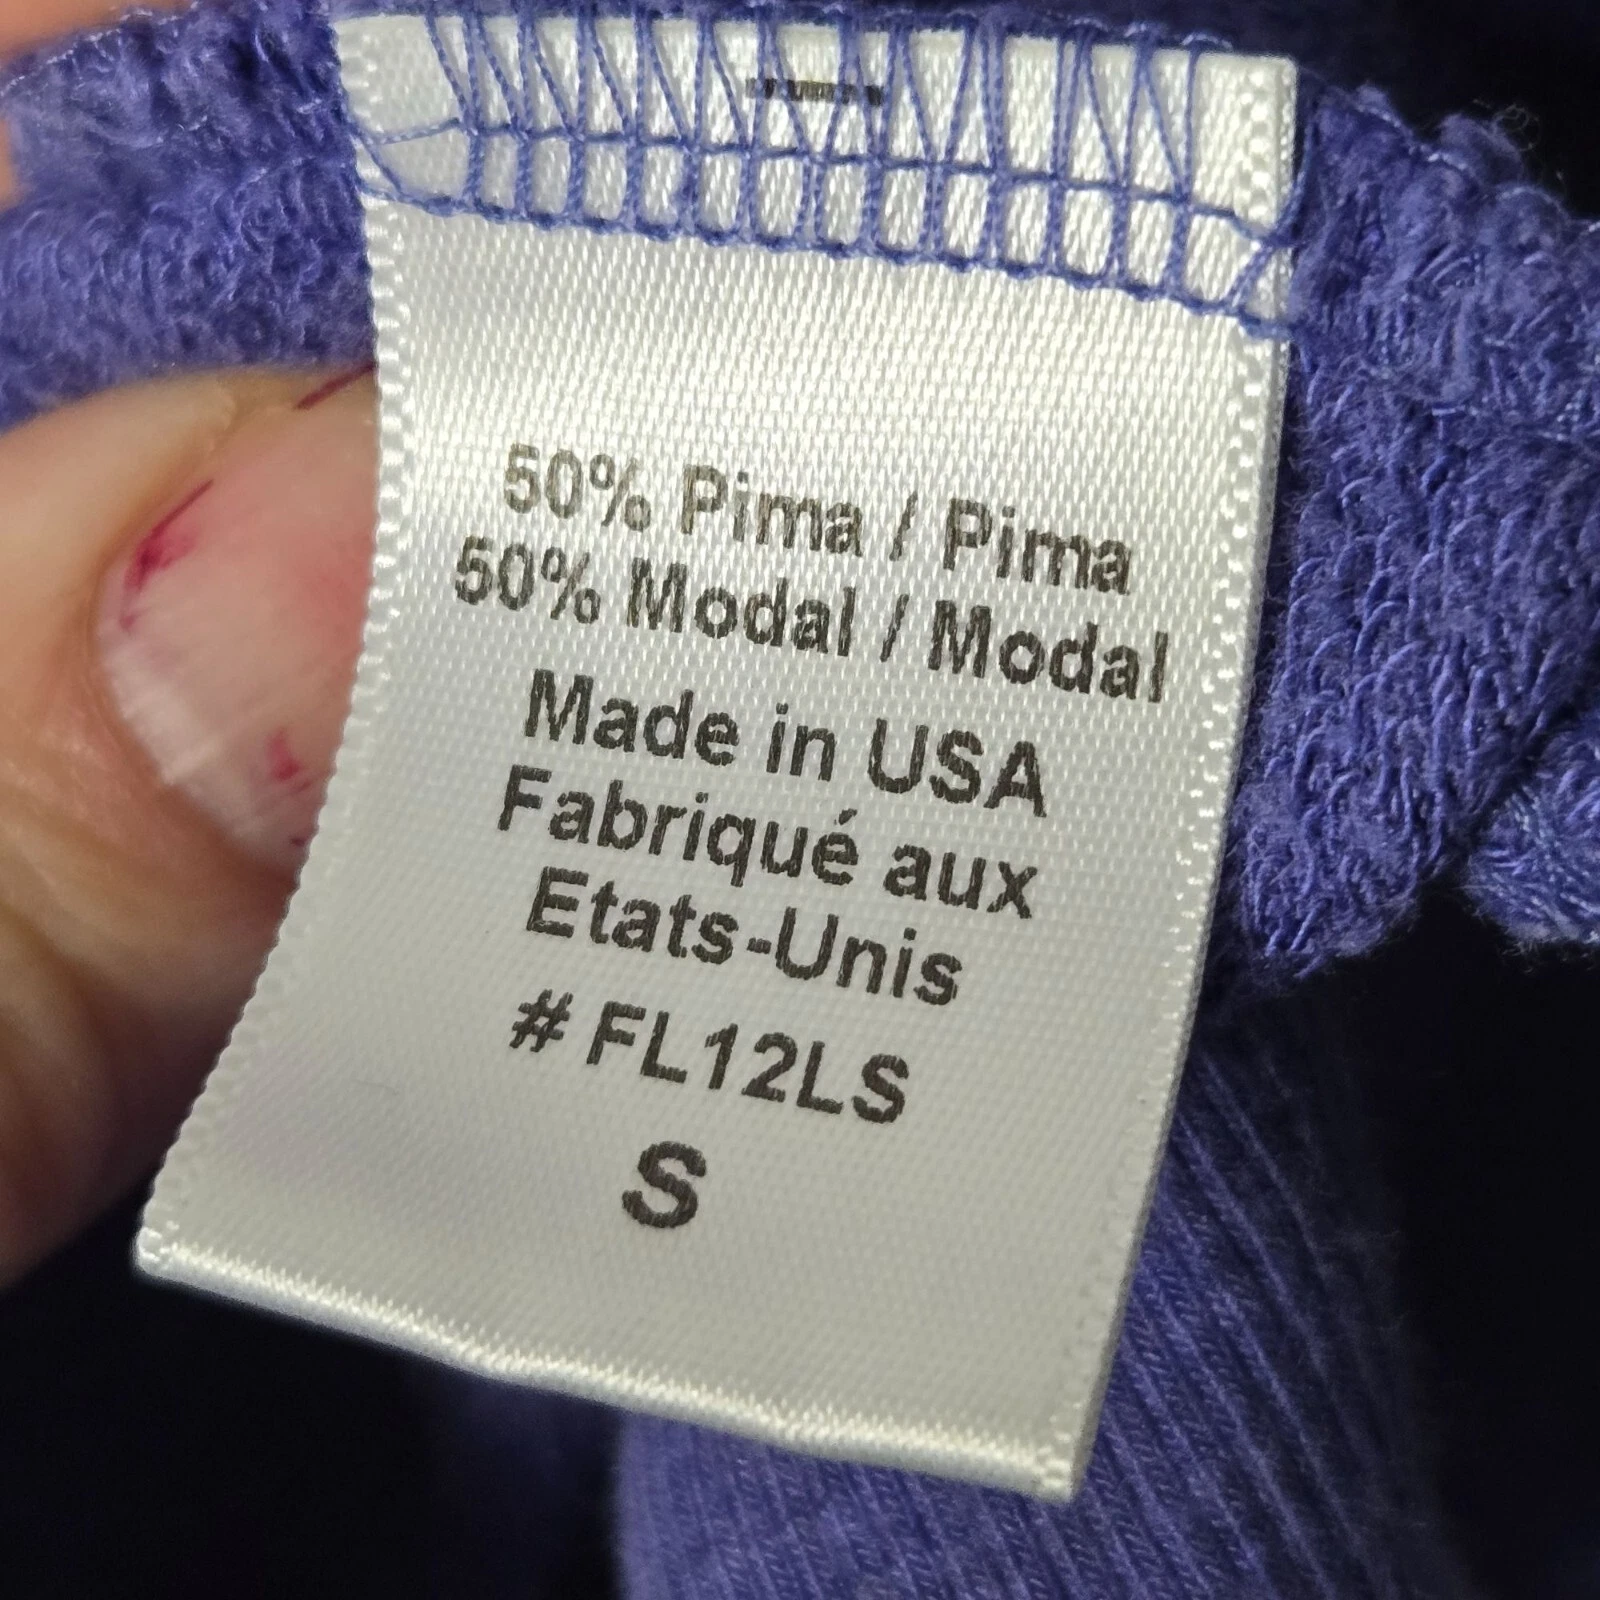 50% Pima / Pima
50% Modal / Modal
Made in USA
Fabriqué aux
Etats-Unis
# FL12LS
S